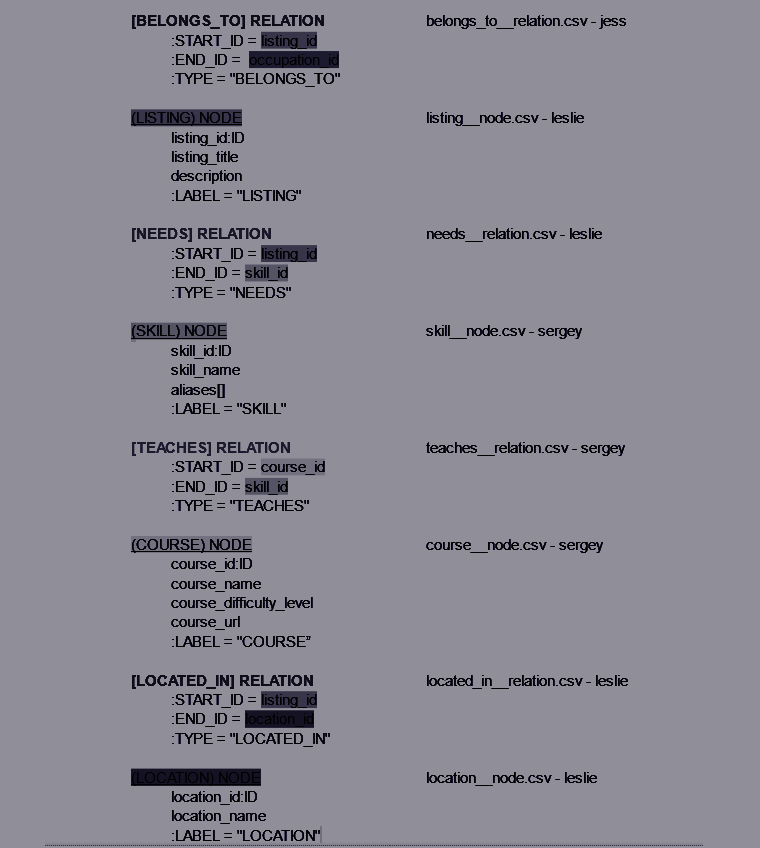 [BELONGS_TO] RELATION belongs_to__relation.csv - jess
:START_ID = listing_id
:END_ID = occupation_id
:TYPE = "BELONGS_TO"
(LISTING) NODE listing__node.csv - leslie
listing_id:ID
listing_title
description
:LABEL = "LISTING"
[NEEDS] RELATION needs__relation.csv - leslie
:START_ID = listing_id
:END_ID = skill_id
:TYPE = "NEEDS"
(SKILL) NODE skill__node.csv - sergey
skill_id:ID
skill_name
aliases[]
:LABEL = "SKILL"
[TEACHES] RELATION teaches__relation.csv - sergey
:START_ID = course_id
:END_ID = skill_id
:TYPE = "TEACHES"
(COURSE) NODE course__node.csv - sergey
course_id:ID
course_name
course_difficulty_level
course_url
:LABEL = "COURSE”
[LOCATED_IN] RELATION located_in__relation.csv - leslie
:START_ID = listing_id
:END_ID = location_id
:TYPE = "LOCATED_IN"
(LOCATION) NODE location__node.csv - leslie
location_id:ID
location_name
:LABEL = "LOCATION"